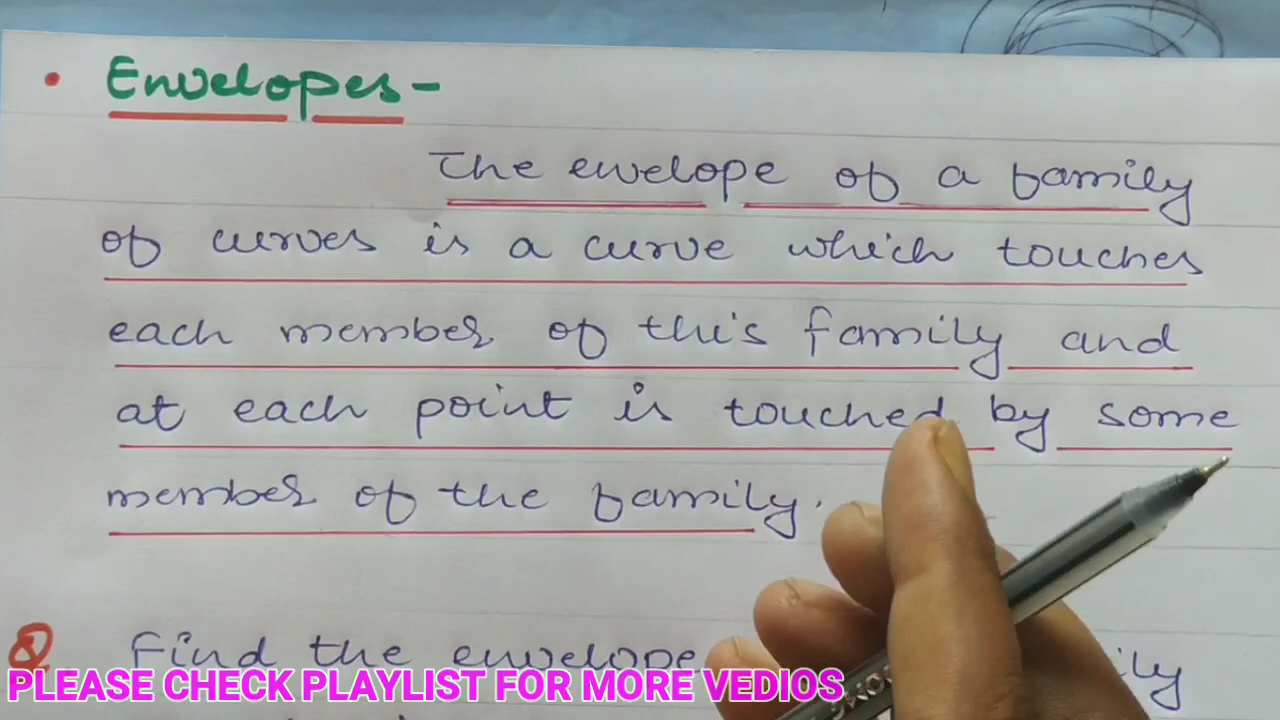 • Envelopes-
The ewelope of a family
of curves is a curve which touches
each member of this family and
at each point is touched by some
member of the family.
Q. Find the envelope
PLEASE CHECK PLAYLIST FOR MORE VEDIOS